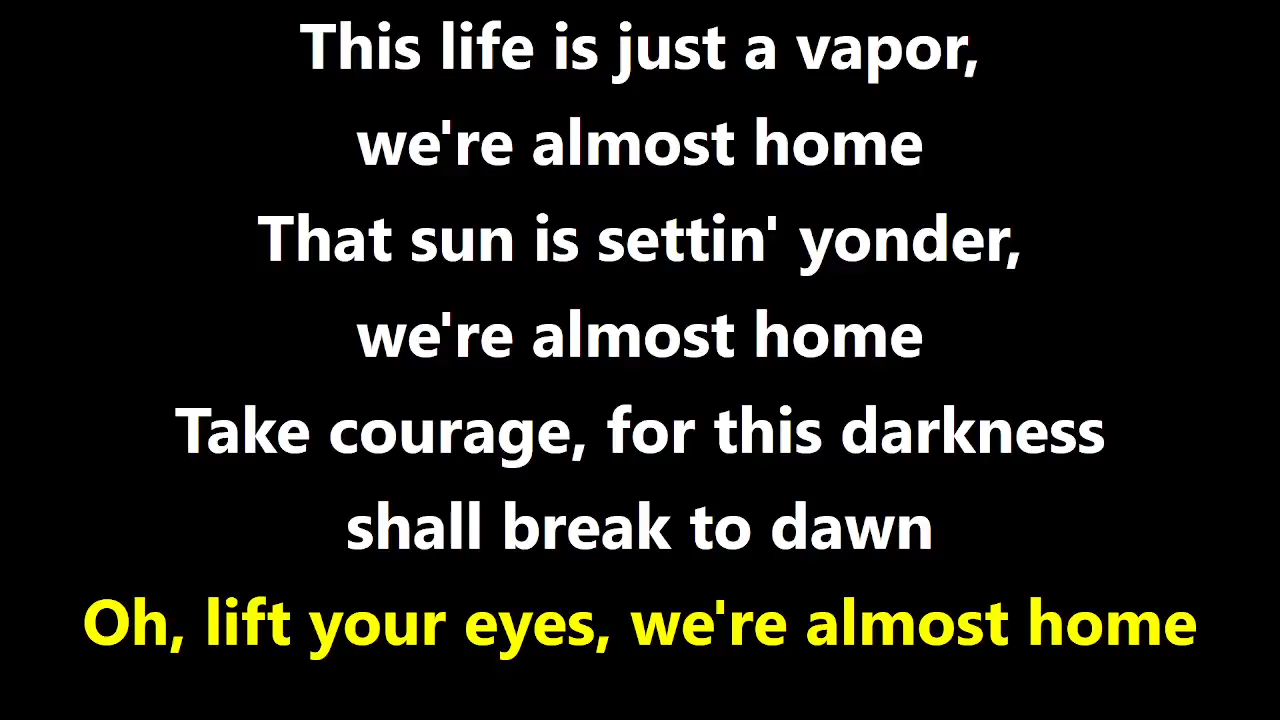 This life is just a vapor,
we're almost home
That sun is settin' yonder,
we're almost home
Take courage, for this darkness
shall break to dawn
Oh, lift your eyes, we're almost home